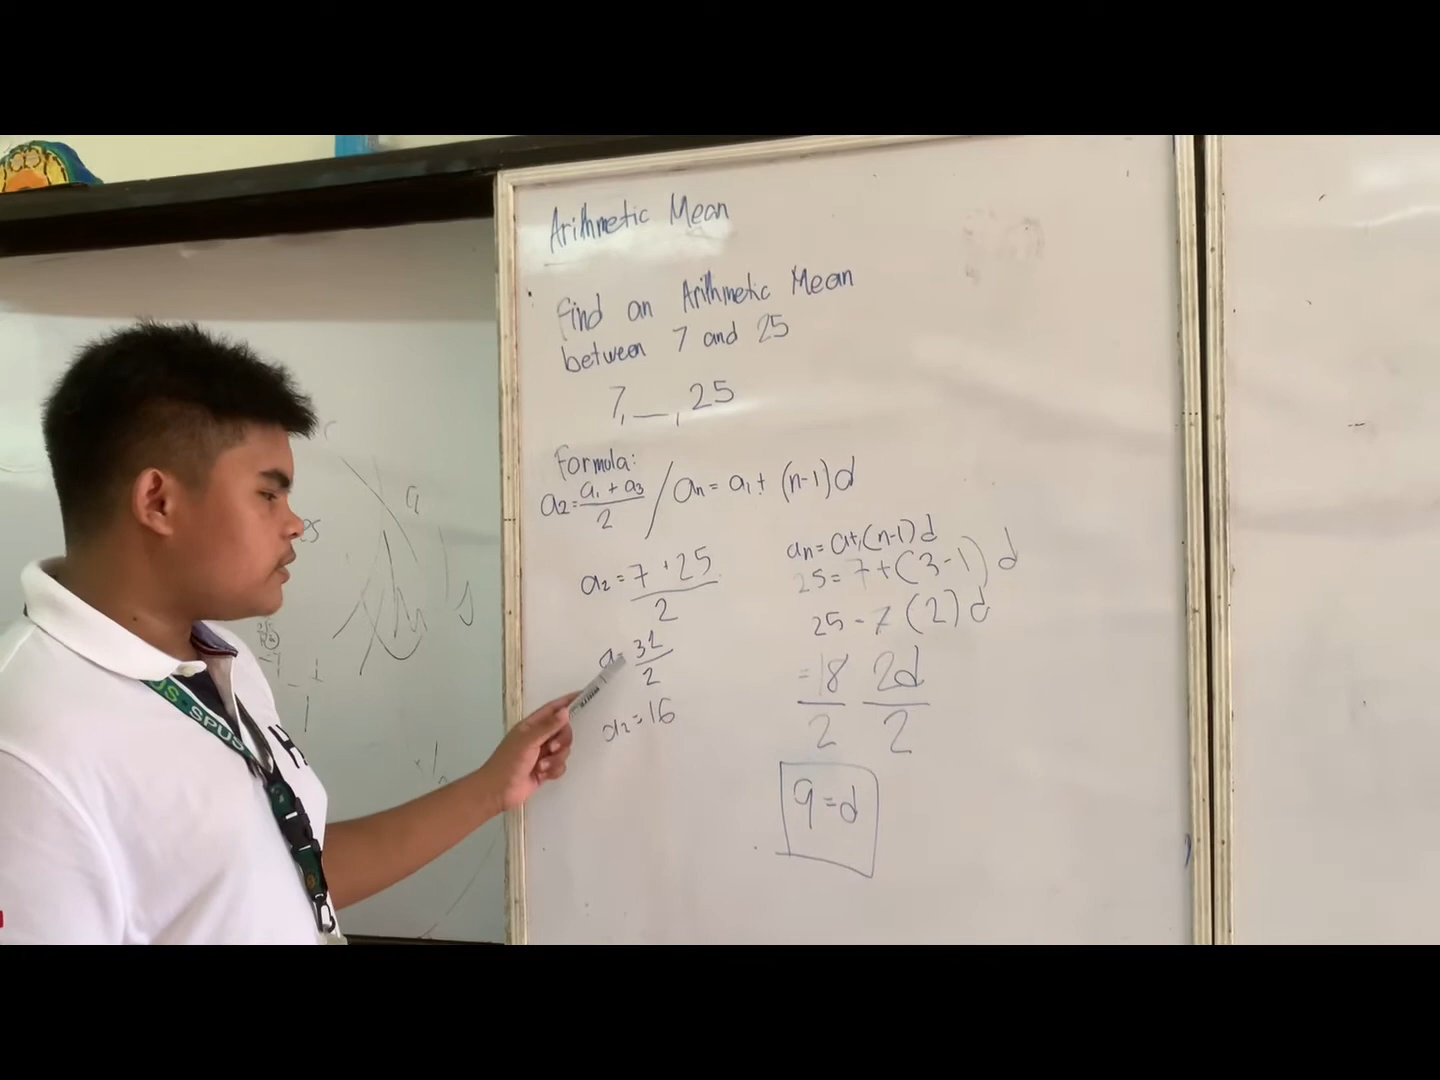 Arithmetic Mean
Find an Arithmetic Mean
between 7 and 25
7, __, 25
Formula:
a2 = a1 + a3 / 2 / an = a1 + (n-1)d
a2 = 7 + 25 / 2
a = 32 / 2
a2 = 16
an = a1+(n-1)d
25 = 7+(3-1)d
25 - 7 (2)d
= 18 / 2 2d / 2
9 = d
SPUS